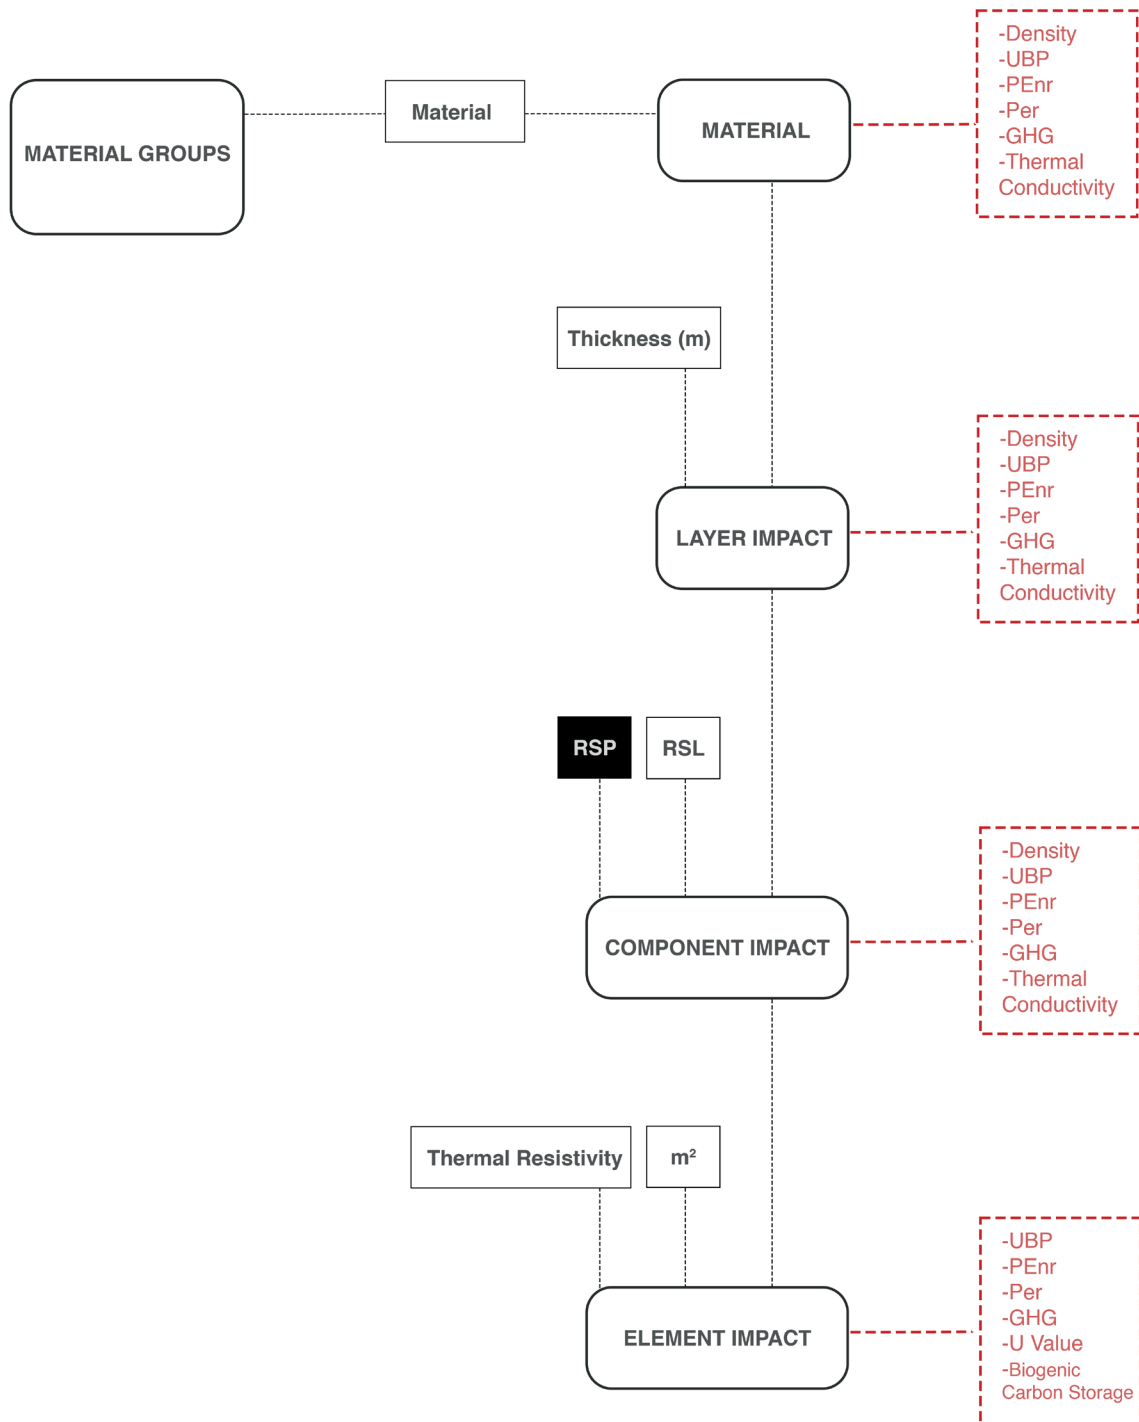 MATERIAL GROUPS
Material
MATERIAL
-Density
-UBP
-PEnr
-Per
-GHG
-Thermal
Conductivity
Thickness (m)
LAYER IMPACT
-Density
-UBP
-PEnr
-Per
-GHG
-Thermal
Conductivity
RSP
RSL
COMPONENT IMPACT
-Density
-UBP
-PEnr
-Per
-GHG
-Thermal
Conductivity
Thermal Resistivity
m²
ELEMENT IMPACT
-UBP
-PEnr
-Per
-GHG
-U Value
-Biogenic
Carbon Storage